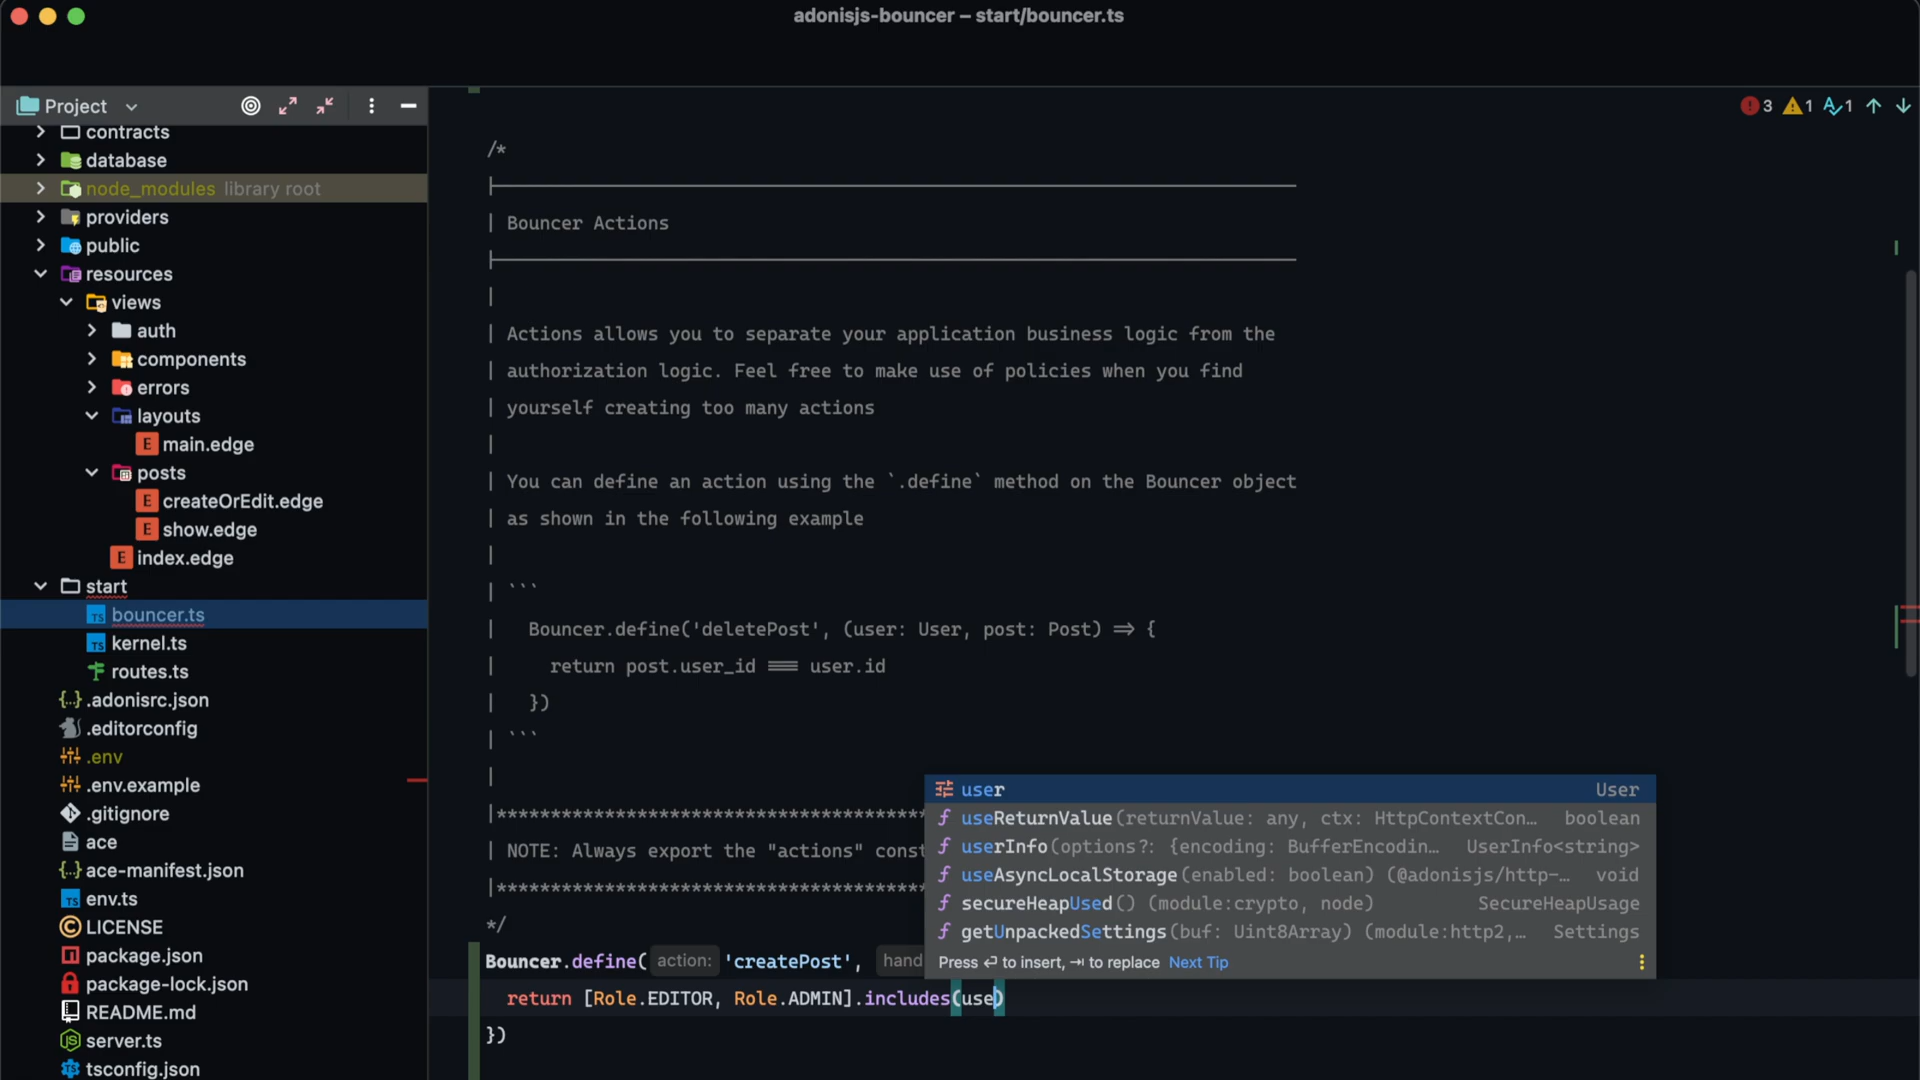 adonisjs-bouncer – start/bouncer.ts
Project
3 1 1
contracts
database
node_modules library root
providers
public
resources
views
auth
components
errors
layouts
main.edge
posts
createOrEdit.edge
show.edge
index.edge
start
bouncer.ts
kernel.ts
routes.ts
.adonisrc.json
.editorconfig
.env
.env.example
.gitignore
ace
ace-manifest.json
env.ts
LICENSE
package.json
package-lock.json
README.md
server.ts
tsconfig.json
/*
| Bouncer Actions
|
| Actions allows you to separate your application business logic from the
| authorization logic. Feel free to make use of policies when you find
| yourself creating too many actions
|
| You can define an action using the `.define` method on the Bouncer object
| as shown in the following example
|
| ```
| Bouncer.define('deletePost', (user: User, post: Post) => {
| return post.user_id === user.id
| })
| ```
|
|****************************************
| NOTE: Always export the "actions" const
|****************************************
*/
Bouncer.define( action: 'createPost', hand
return [Role.EDITOR, Role.ADMIN].includes(use)
})
user User
useReturnValue(returnValue: any, ctx: HttpContextCon… boolean
userInfo(options?: {encoding: BufferEncodin… UserInfo<string>
useAsyncLocalStorage(enabled: boolean) (@adonisjs/http-… void
secureHeapUsed() (module:crypto, node) SecureHeapUsage
getUnpackedSettings(buf: Uint8Array) (module:http2,… Settings
Press ⏎ to insert, ⇥ to replace Next Tip